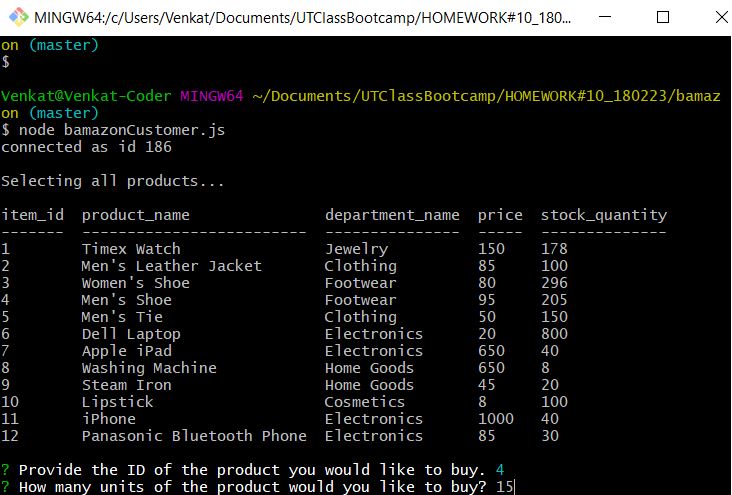 MINGW64:/c/Users/Venkat/Documents/UTClassBootcamp/HOMEWORK#10_180...
on (master)
$
Venkat@Venkat-Coder MINGW64 ~/Documents/UTClassBootcamp/HOMEWORK#10_180223/bamaz
on (master)
$ node bamazonCustomer.js
connected as id 186
Selecting all products...
item_id  product_name               department_name  price  stock_quantity
-------  -------------------------  ---------------  -----  --------------
1        Timex Watch                Jewelry          150    178
2        Men's Leather Jacket       Clothing         85     100
3        Women's Shoe               Footwear         80     296
4        Men's Shoe                 Footwear         95     205
5        Men's Tie                  Clothing         50     150
6        Dell Laptop                Electronics      20     800
7        Apple iPad                 Electronics      650    40
8        Washing Machine            Home Goods       650    8
9        Steam Iron                 Home Goods       45     20
10       Lipstick                   Cosmetics        8      100
11       iPhone                     Electronics      1000   40
12       Panasonic Bluetooth Phone  Electronics      85     30
? Provide the ID of the product you would like to buy. 4
? How many units of the product would you like to buy? 15